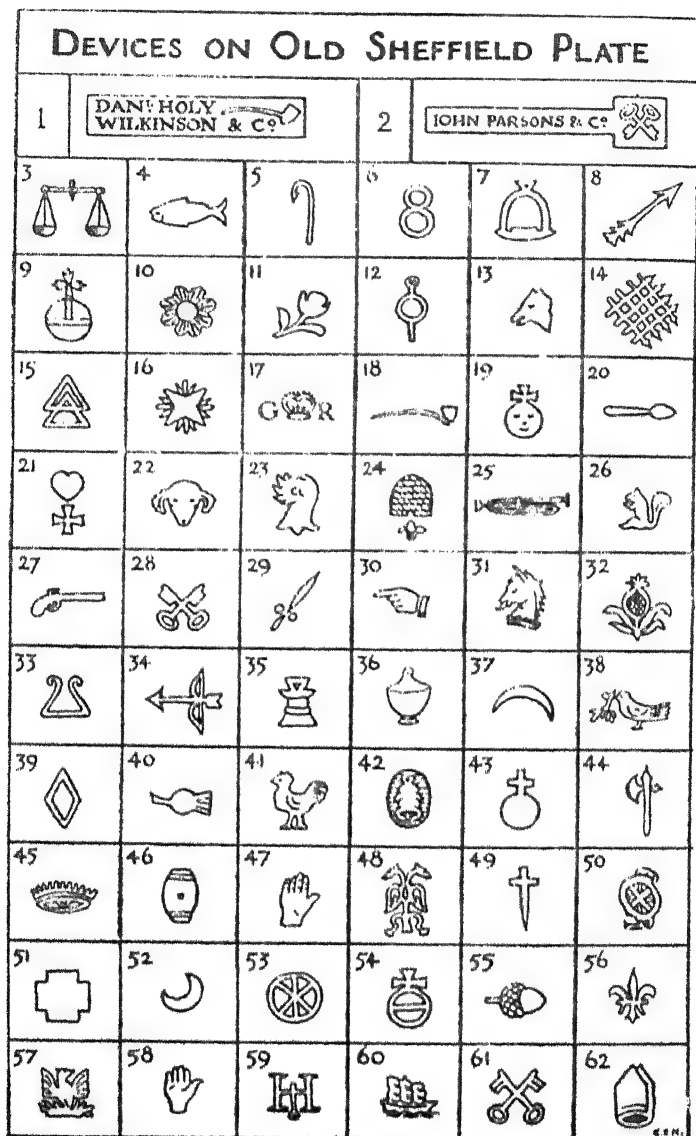 DEVICES ON OLD SHEFFIELD PLATE
1
DANL HOLY
WILKINSON & Co.
2
IOHN PARSONS & Co.
3 4 5 6 7 8
9 10 11 12 13 14
15 16 17 18 19 20
G R
21 22 23 24 25 26
27 28 29 30 31 32
33 34 35 36 37 38
39 40 41 42 43 44
45 46 47 48 49 50
51 52 53 54 55 56
57 58 59 60 61 62
H